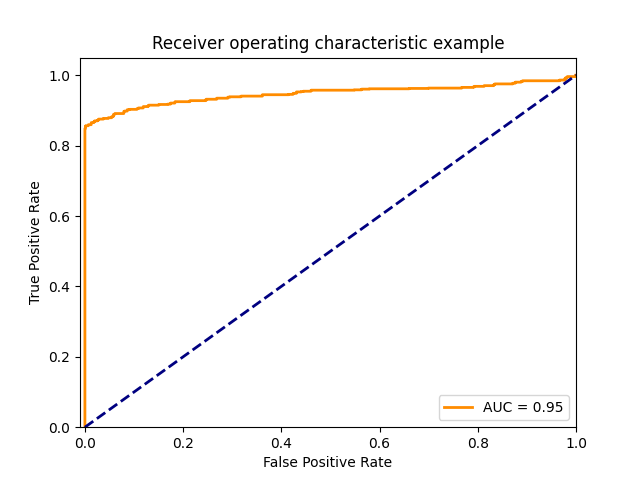 Receiver operating characteristic example
True Positive Rate
1.0
0.8
0.6
0.4
0.2
0.0
0.0 0.2 0.4 0.6 0.8 1.0
False Positive Rate
AUC = 0.95